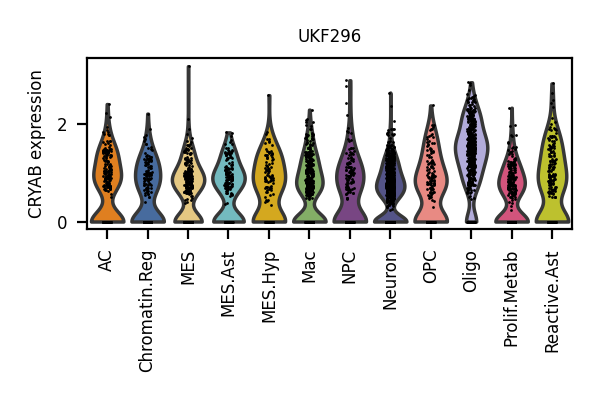 UKF296
CRYAB expression
2
0
AC
Chromatin.Reg
MES
MES.Ast
MES.Hyp
Mac
NPC
Neuron
OPC
Oligo
Prolif.Metab
Reactive.Ast